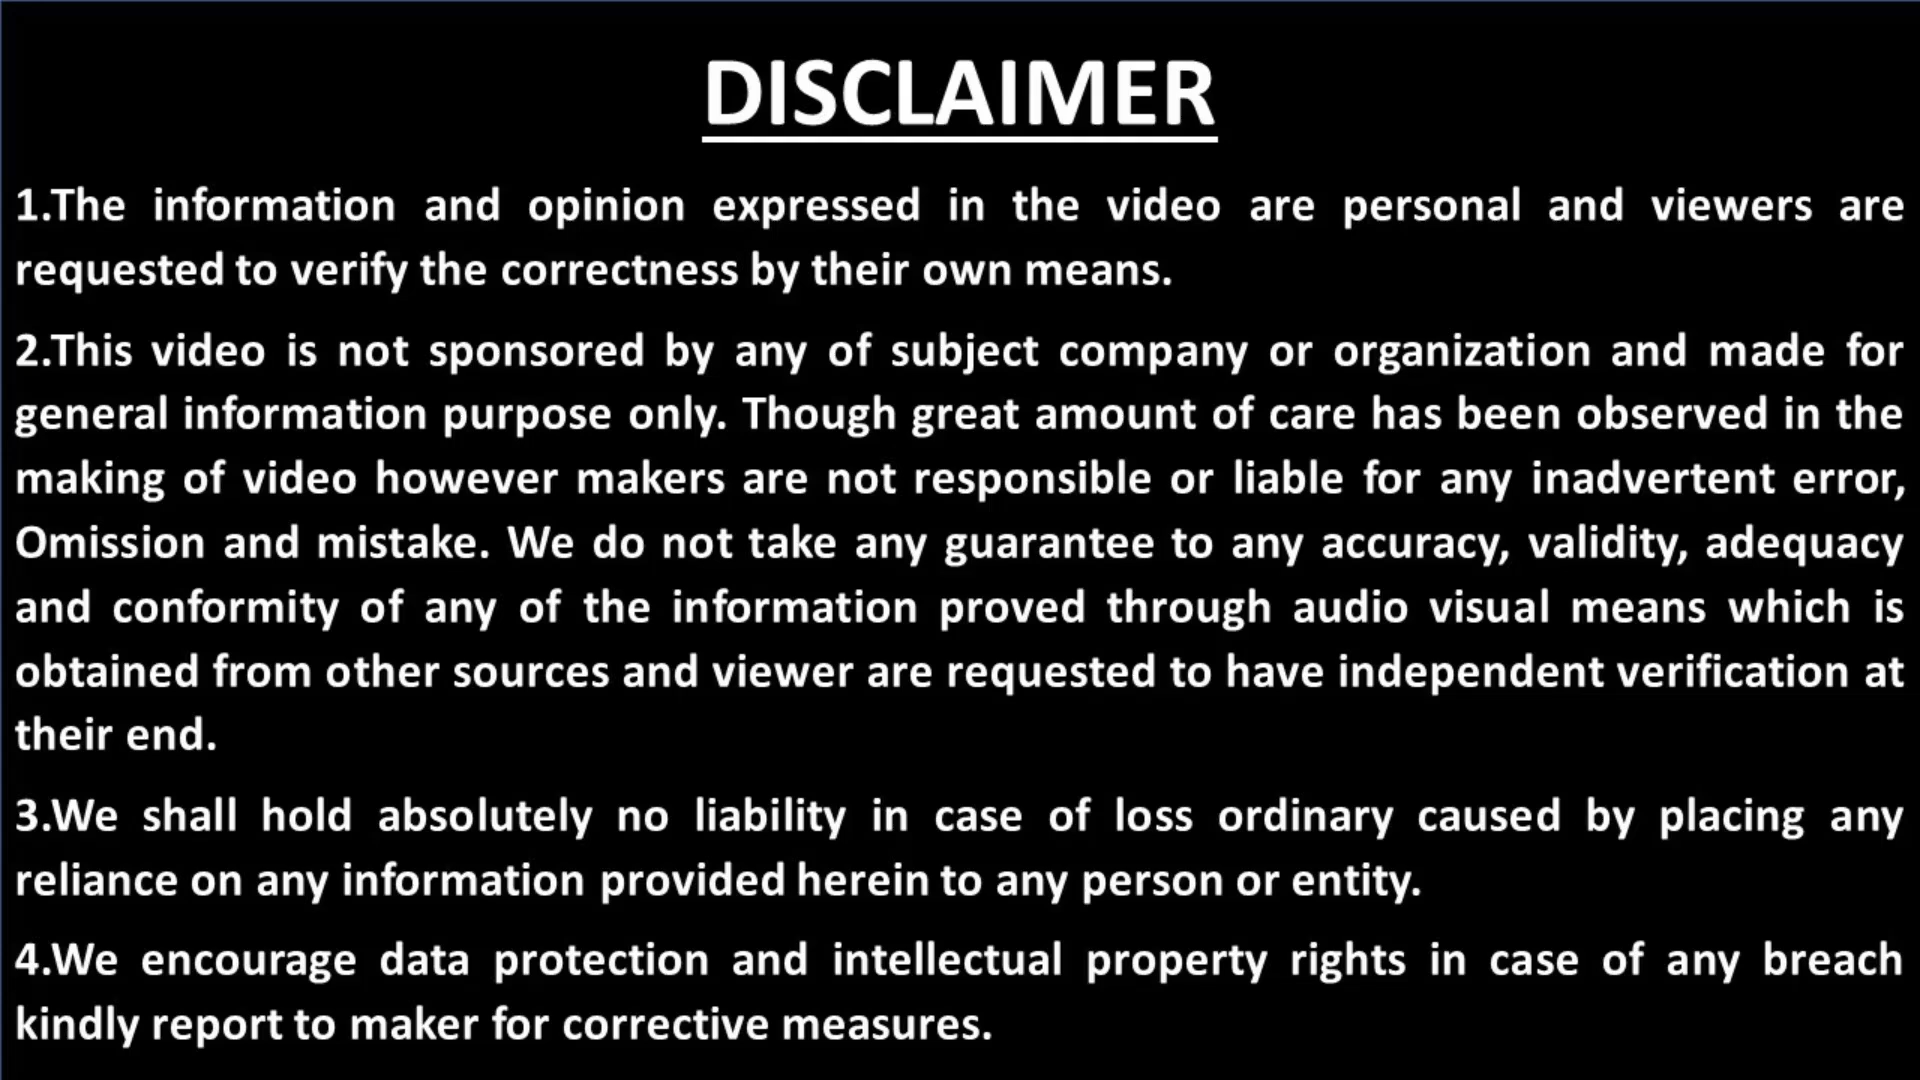 DISCLAIMER
1.The information and opinion expressed in the video are personal and viewers are
requested to verify the correctness by their own means.
2.This video is not sponsored by any of subject company or organization and made for
general information purpose only. Though great amount of care has been observed in the
making of video however makers are not responsible or liable for any inadvertent error,
Omission and mistake. We do not take any guarantee to any accuracy, validity, adequacy
and conformity of any of the information proved through audio visual means which is
obtained from other sources and viewer are requested to have independent verification at
their end.
3.We shall hold absolutely no liability in case of loss ordinary caused by placing any
reliance on any information provided herein to any person or entity.
4.We encourage data protection and intellectual property rights in case of any breach
kindly report to maker for corrective measures.